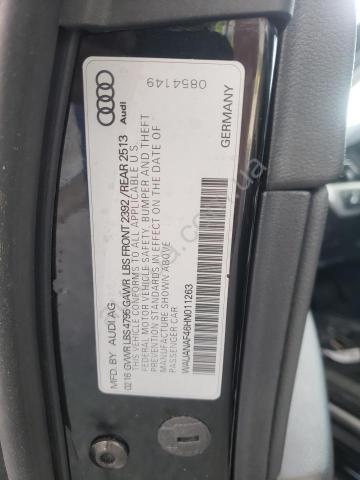 Audi
0854149
MFD. BY AUDI AG
02 16 GVWR LBS 4795 GAWR LBS FRONT 2392 /REAR 2513
THIS VEHICLE CONFORMS TO ALL APPLICABLE U.S.
FEDERAL MOTOR VEHICLE SAFETY, BUMPER AND THEFT
PREVENTION STANDARDS IN EFFECT ON THE DATE OF
MANUFACTURE SHOWN ABOVE.
PASSENGER CAR
WAUANAF46HN011263
GERMANY